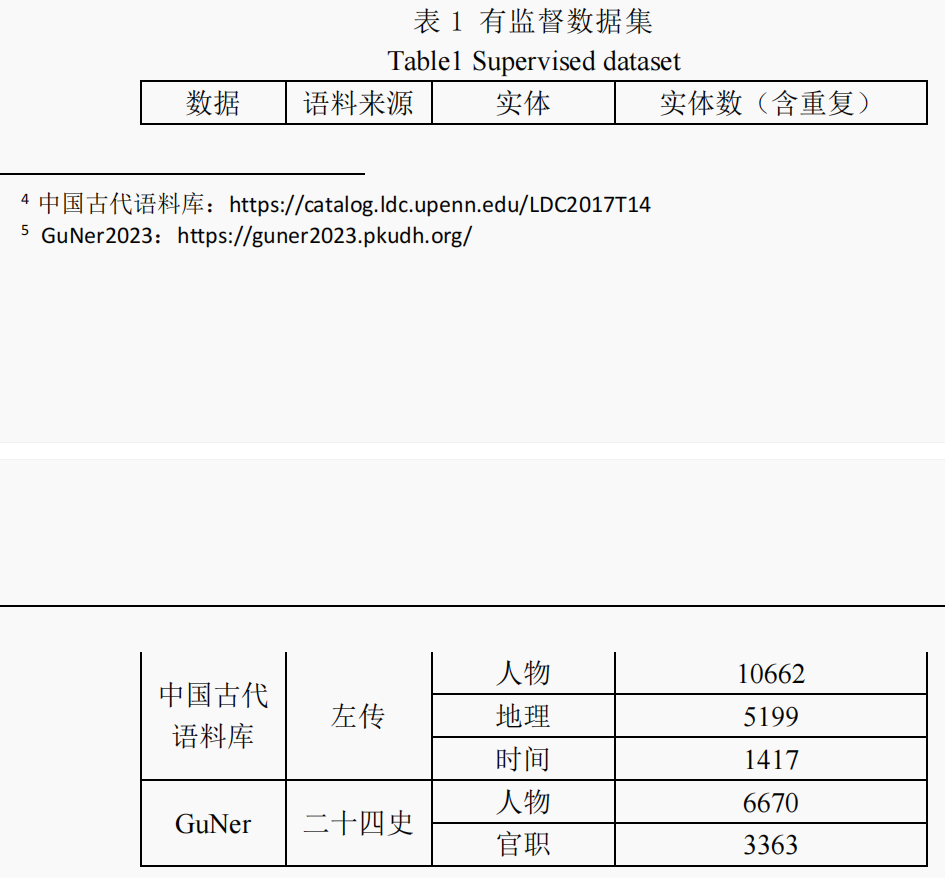 表 1 有监督数据集
Table1 Supervised dataset
数据 语料来源 实体 实体数（含重复）
4 中国古代语料库：https://catalog.ldc.upenn.edu/LDC2017T14
5 GuNer2023：https://guner2023.pkudh.org/
中国古代
语料库
左传
人物 10662
地理 5199
时间 1417
GuNer
二十四史
人物 6670
官职 3363